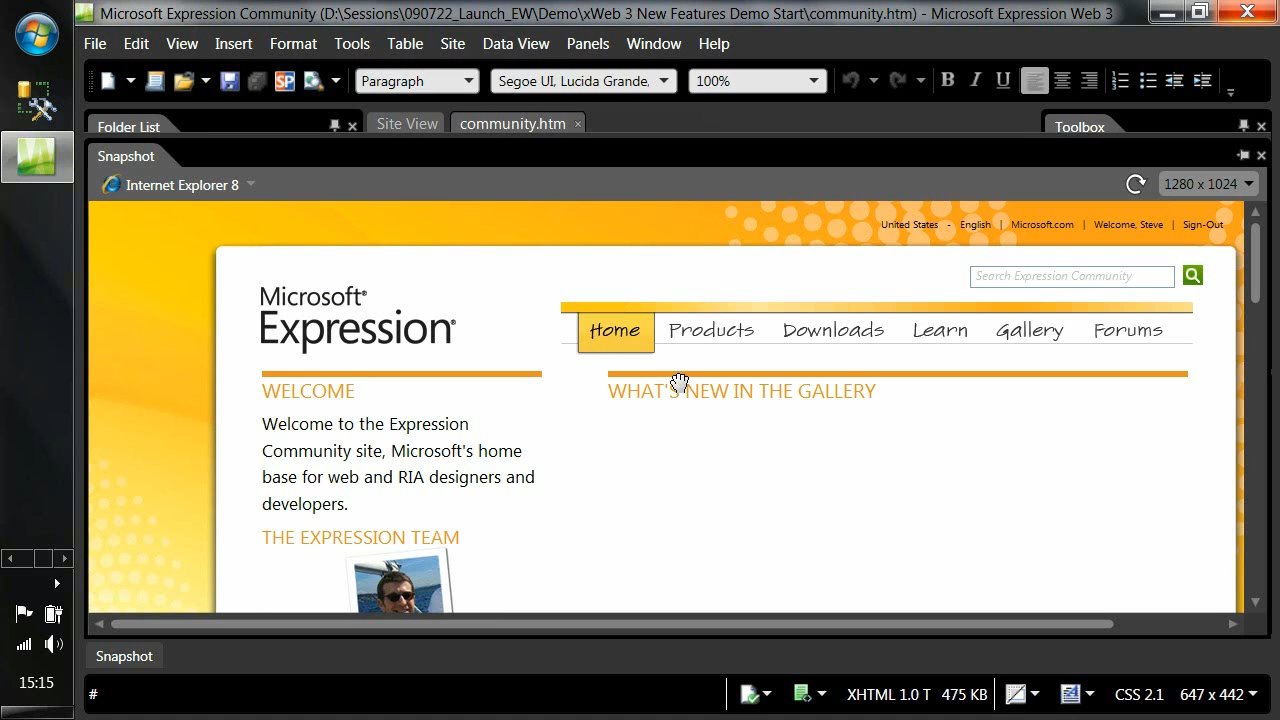 Microsoft Expression Community (D:\Sessions\090722_Launch_EW\Demo\xWeb 3 New Features Demo_Start\community.htm) - Microsoft Expression Web 3
File Edit View Insert Format Tools Table Site Data View Panels Window Help
Paragraph Segoe UI, Lucida Grande, 100% B I U
Folder List Site View community.htm Toolbox
Snapshot
Internet Explorer 8 1280 x 1024
United States - English | Microsoft.com | Welcome, Steve | Sign-Out
Search Expression Community
Microsoft®
Expression®
Home Products Downloads Learn Gallery Forums
WELCOME WHAT'S NEW IN THE GALLERY
Welcome to the Expression
Community site, Microsoft's home
base for web and RIA designers and
developers.
THE EXPRESSION TEAM
Snapshot
15:15
# XHTML 1.0 T 475 KB CSS 2.1 647 x 442